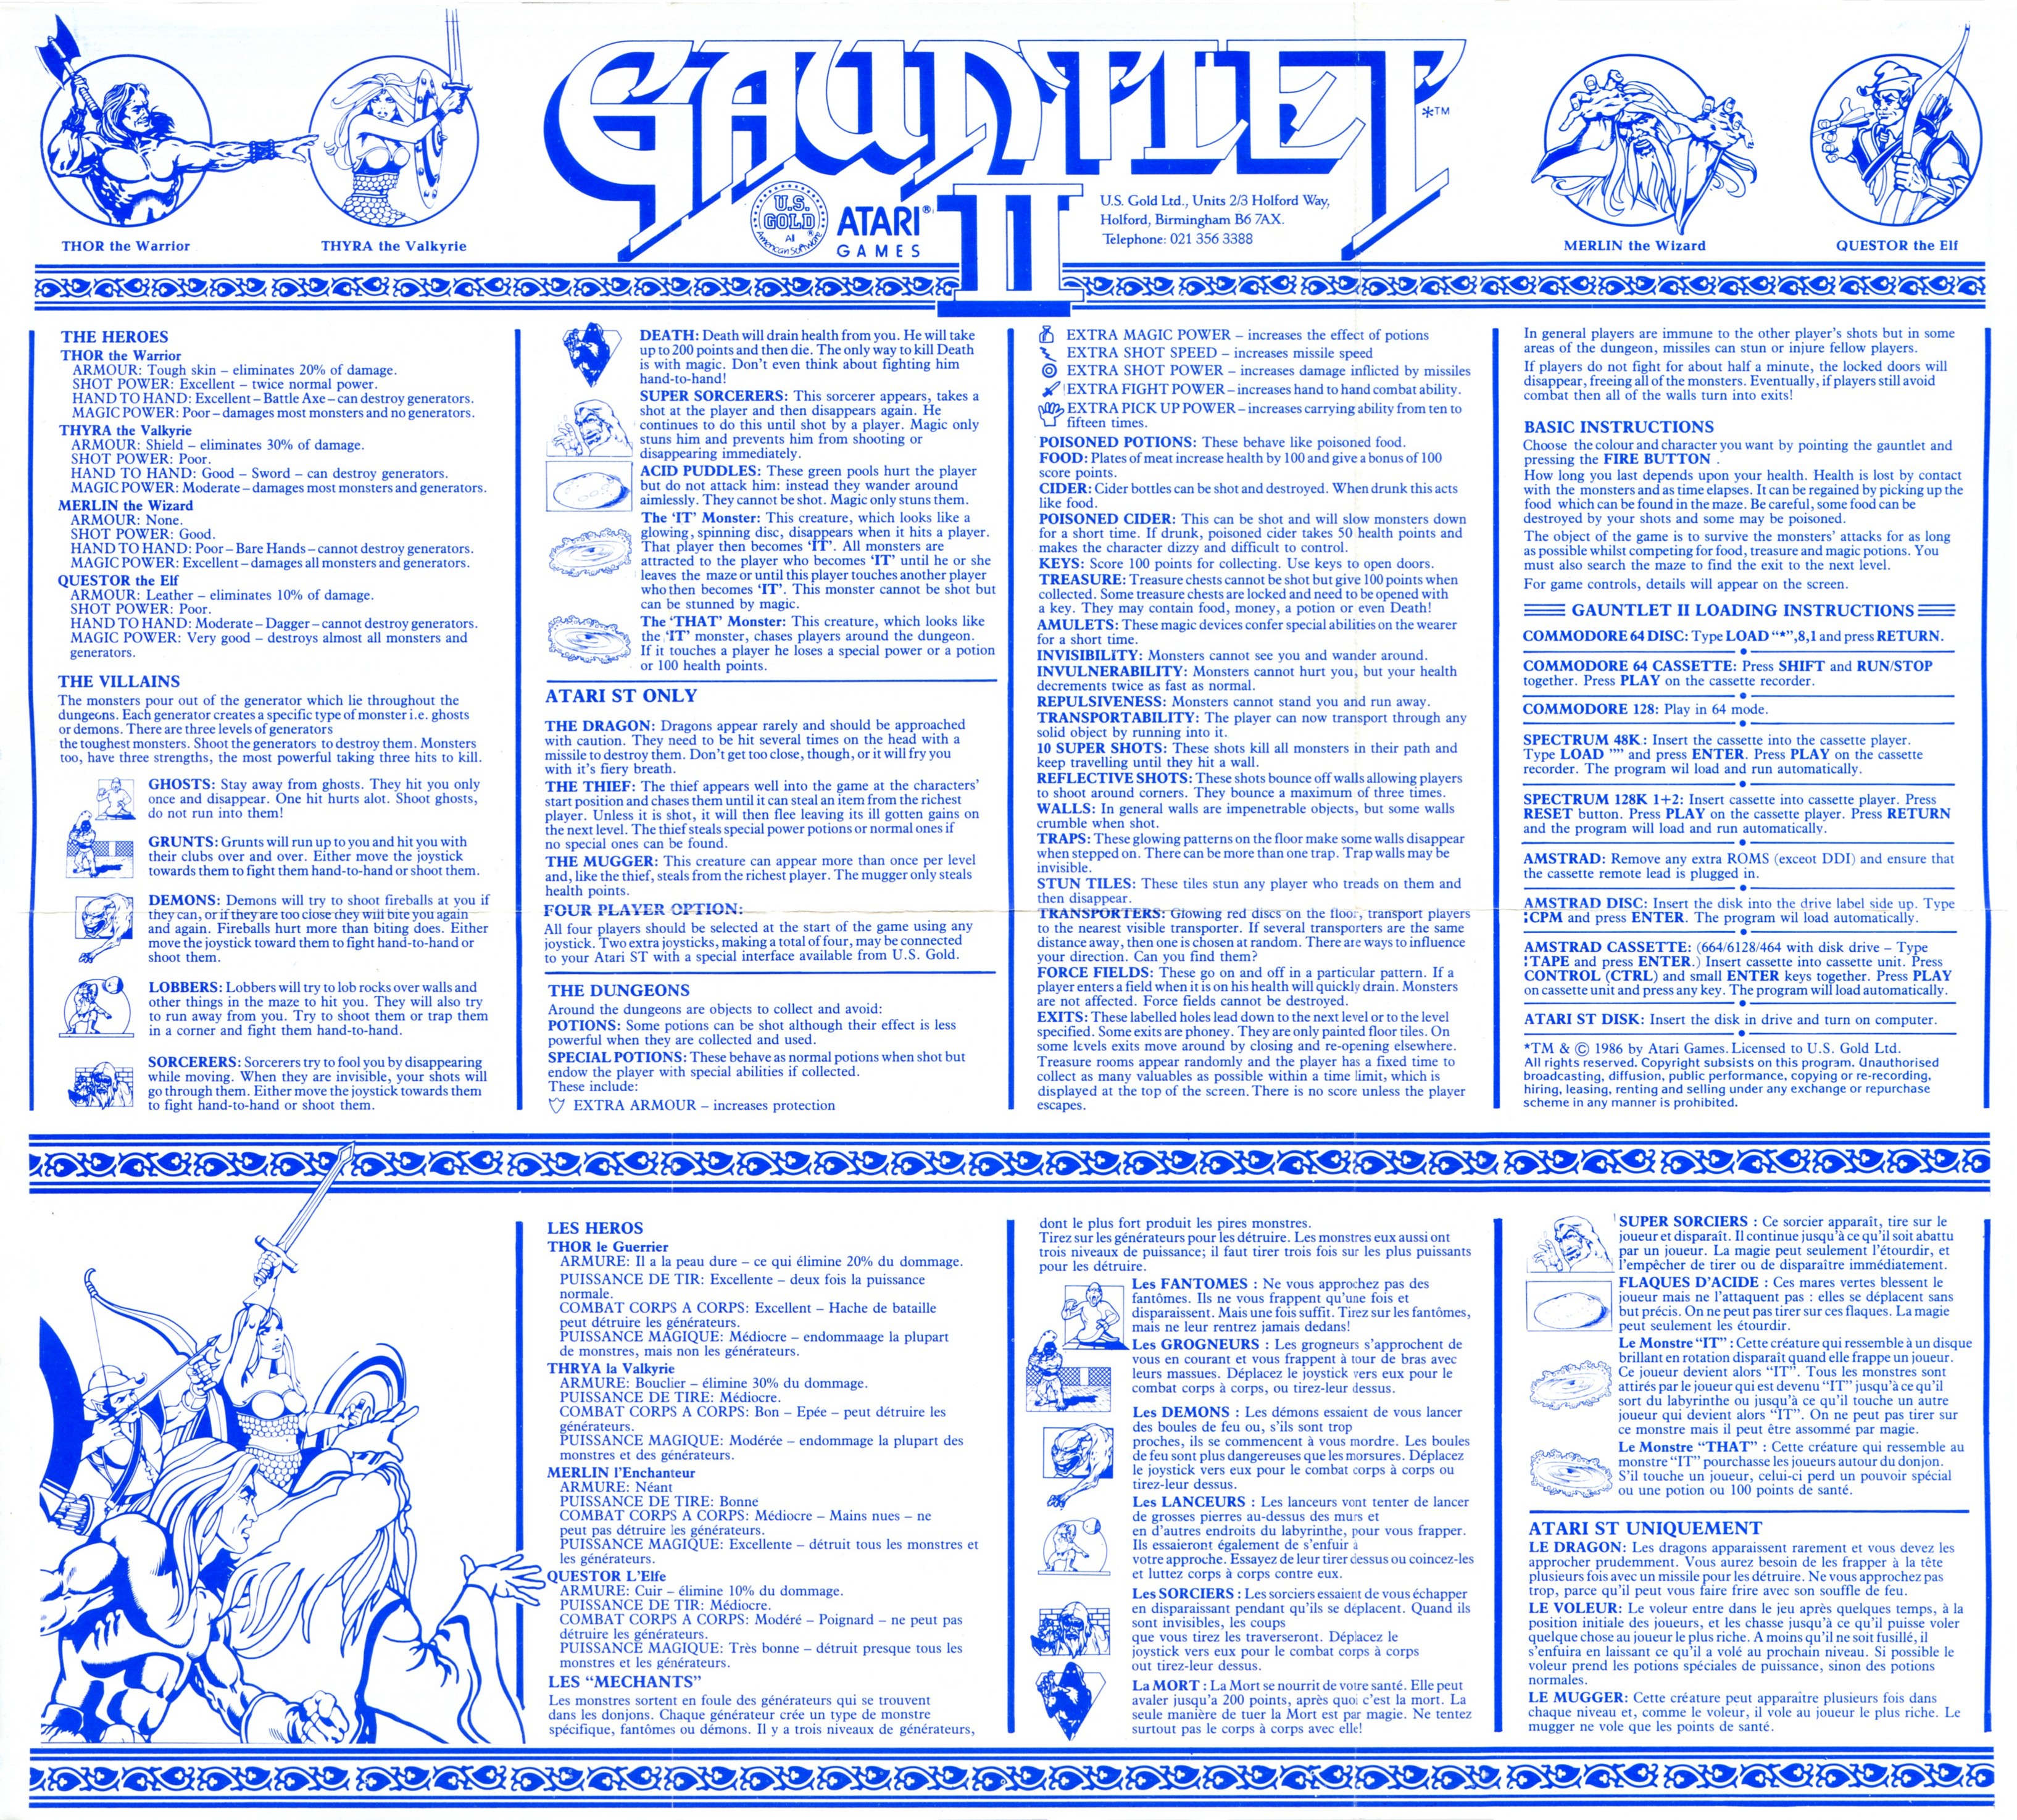 GAUNTLET
II
*™
U.S. GOLD
All American Software
ATARI®
GAMES
U.S. Gold Ltd., Units 2/3 Holford Way,
Holford, Birmingham B6 7AX.
Telephone: 021 356 3388
THOR the Warrior
THYRA the Valkyrie
MERLIN the Wizard
QUESTOR the Elf
THE HEROES
THOR the Warrior
ARMOUR: Tough skin – eliminates 20% of damage.
SHOT POWER: Excellent – twice normal power.
HAND TO HAND: Excellent – Battle Axe – can destroy generators.
MAGIC POWER: Poor – damages most monsters and no generators.
THYRA the Valkyrie
ARMOUR: Shield – eliminates 30% of damage.
SHOT POWER: Poor.
HAND TO HAND: Good – Sword – can destroy generators.
MAGIC POWER: Moderate – damages most monsters and generators.
MERLIN the Wizard
ARMOUR: None.
SHOT POWER: Good.
HAND TO HAND: Poor – Bare Hands – cannot destroy generators.
MAGIC POWER: Excellent – damages all monsters and generators.
QUESTOR the Elf
ARMOUR: Leather – eliminates 10% of damage.
SHOT POWER: Poor.
HAND TO HAND: Moderate – Dagger – cannot destroy generators.
MAGIC POWER: Very good – destroys almost all monsters and
generators.
THE VILLAINS
The monsters pour out of the generator which lie throughout the
dungeons. Each generator creates a specific type of monster i.e. ghosts
or demons. There are three levels of generators
the toughest monsters. Shoot the generators to destroy them. Monsters
too, have three strengths, the most powerful taking three hits to kill.
GHOSTS: Stay away from ghosts. They hit you only
once and disappear. One hit hurts alot. Shoot ghosts,
do not run into them!
GRUNTS: Grunts will run up to you and hit you with
their clubs over and over. Either move the joystick
towards them to fight them hand-to-hand or shoot them.
DEMONS: Demons will try to shoot fireballs at you if
they can, or if they are too close they will bite you again
and again. Fireballs hurt more than biting does. Either
move the joystick toward them to fight hand-to-hand or
shoot them.
LOBBERS: Lobbers will try to lob rocks over walls and
other things in the maze to hit you. They will also try
to run away from you. Try to shoot them or trap them
in a corner and fight them hand-to-hand.
SORCERERS: Sorcerers try to fool you by disappearing
while moving. When they are invisible, your shots will
go through them. Either move the joystick towards them
to fight hand-to-hand or shoot them.
DEATH: Death will drain health from you. He will take
up to 200 points and then die. The only way to kill Death
is with magic. Don't even think about fighting him
hand-to-hand!
SUPER SORCERERS: This sorcerer appears, takes a
shot at the player and then disappears again. He
continues to do this until shot by a player. Magic only
stuns him and prevents him from shooting or
disappearing immediately.
ACID PUDDLES: These green pools hurt the player
but do not attack him: instead they wander around
aimlessly. They cannot be shot. Magic only stuns them.
The 'IT' Monster: This creature, which looks like a
glowing, spinning disc, disappears when it hits a player.
That player then becomes 'IT'. All monsters are
attracted to the player who becomes 'IT' until he or she
leaves the maze or until this player touches another player
who then becomes 'IT'. This monster cannot be shot but
can be stunned by magic.
The 'THAT' Monster: This creature, which looks like
the 'IT' monster, chases players around the dungeon.
If it touches a player he loses a special power or a potion
or 100 health points.
ATARI ST ONLY
THE DRAGON: Dragons appear rarely and should be approached
with caution. They need to be hit several times on the head with a
missile to destroy them. Don't get too close, though, or it will fry you
with it's fiery breath.
THE THIEF: The thief appears well into the game at the characters'
start position and chases them until it can steal an item from the richest
player. Unless it is shot, it will then flee leaving its ill gotten gains on
the next level. The thief steals special power potions or normal ones if
no special ones can be found.
THE MUGGER: This creature can appear more than once per level
and, like the thief, steals from the richest player. The mugger only steals
health points.
FOUR PLAYER OPTION:
All four players should be selected at the start of the game using any
joystick. Two extra joysticks, making a total of four, may be connected
to your Atari ST with a special interface available from U.S. Gold.
THE DUNGEONS
Around the dungeons are objects to collect and avoid:
POTIONS: Some potions can be shot although their effect is less
powerful when they are collected and used.
SPECIAL POTIONS: These behave as normal potions when shot but
endow the player with special abilities if collected.
These include:
EXTRA ARMOUR – increases protection
EXTRA MAGIC POWER – increases the effect of potions
EXTRA SHOT SPEED – increases missile speed
EXTRA SHOT POWER – increases damage inflicted by missiles
EXTRA FIGHT POWER – increases hand to hand combat ability.
EXTRA PICK UP POWER – increases carrying ability from ten to
fifteen times.
POISONED POTIONS: These behave like poisoned food.
FOOD: Plates of meat increase health by 100 and give a bonus of 100
score points.
CIDER: Cider bottles can be shot and destroyed. When drunk this acts
like food.
POISONED CIDER: This can be shot and will slow monsters down
for a short time. If drunk, poisoned cider takes 50 health points and
makes the character dizzy and difficult to control.
KEYS: Score 100 points for collecting. Use keys to open doors.
TREASURE: Treasure chests cannot be shot but give 100 points when
collected. Some treasure chests are locked and need to be opened with
a key. They may contain food, money, a potion or even Death!
AMULETS: These magic devices confer special abilities on the wearer
for a short time.
INVISIBILITY: Monsters cannot see you and wander around.
INVULNERABILITY: Monsters cannot hurt you, but your health
decrements twice as fast as normal.
REPULSIVENESS: Monsters cannot stand you and run away.
TRANSPORTABILITY: The player can now transport through any
solid object by running into it.
10 SUPER SHOTS: These shots kill all monsters in their path and
keep travelling until they hit a wall.
REFLECTIVE SHOTS: These shots bounce off walls allowing players
to shoot around corners. They bounce a maximum of three times.
WALLS: In general walls are impenetrable objects, but some walls
crumble when shot.
TRAPS: These glowing patterns on the floor make some walls disappear
when stepped on. There can be more than one trap. Trap walls may be
invisible.
STUN TILES: These tiles stun any player who treads on them and
then disappear.
TRANSPORTERS: Glowing red discs on the floor, transport players
to the nearest visible transporter. If several transporters are the same
distance away, then one is chosen at random. There are ways to influence
your direction. Can you find them?
FORCE FIELDS: These go on and off in a particular pattern. If a
player enters a field when it is on his health will quickly drain. Monsters
are not affected. Force fields cannot be destroyed.
EXITS: These labelled holes lead down to the next level or to the level
specified. Some exits are phoney. They are only painted floor tiles. On
some levels exits move around by closing and re-opening elsewhere.
Treasure rooms appear randomly and the player has a fixed time to
collect as many valuables as possible within a time limit, which is
displayed at the top of the screen. There is no score unless the player
escapes.
In general players are immune to the other player's shots but in some
areas of the dungeon, missiles can stun or injure fellow players.
If players do not fight for about half a minute, the locked doors will
disappear, freeing all of the monsters. Eventually, if players still avoid
combat then all of the walls turn into exits!
BASIC INSTRUCTIONS
Choose the colour and character you want by pointing the gauntlet and
pressing the FIRE BUTTON .
How long you last depends upon your health. Health is lost by contact
with the monsters and as time elapses. It can be regained by picking up the
food which can be found in the maze. Be careful, some food can be
destroyed by your shots and some may be poisoned.
The object of the game is to survive the monsters' attacks for as long
as possible whilst competing for food, treasure and magic potions. You
must also search the maze to find the exit to the next level.
For game controls, details will appear on the screen.
GAUNTLET II LOADING INSTRUCTIONS
COMMODORE 64 DISC: Type LOAD "*",8,1 and press RETURN.
COMMODORE 64 CASSETTE: Press SHIFT and RUN/STOP
together. Press PLAY on the cassette recorder.
COMMODORE 128: Play in 64 mode.
SPECTRUM 48K: Insert the cassette into the cassette player.
Type LOAD "" and press ENTER. Press PLAY on the cassette
recorder. The program wil load and run automatically.
SPECTRUM 128K 1+2: Insert cassette into cassette player. Press
RESET button. Press PLAY on the cassette player. Press RETURN
and the program will load and run automatically.
AMSTRAD: Remove any extra ROMS (exceot DDI) and ensure that
the cassette remote lead is plugged in.
AMSTRAD DISC: Insert the disk into the drive label side up. Type
¦CPM and press ENTER. The program wil load automatically.
AMSTRAD CASSETTE: (664/6128/464 with disk drive – Type
¦TAPE and press ENTER.) Insert cassette into cassette unit. Press
CONTROL (CTRL) and small ENTER keys together. Press PLAY
on cassette unit and press any key. The program will load automatically.
ATARI ST DISK: Insert the disk in drive and turn on computer.
*TM & © 1986 by Atari Games. Licensed to U.S. Gold Ltd.
All rights reserved. Copyright subsists on this program. Unauthorised
broadcasting, diffusion, public performance, copying or re-recording,
hiring, leasing, renting and selling under any exchange or repurchase
scheme in any manner is prohibited.
LES HEROS
THOR le Guerrier
ARMURE: Il a la peau dure – ce qui élimine 20% du dommage.
PUISSANCE DE TIR: Excellente – deux fois la puissance
normale.
COMBAT CORPS A CORPS: Excellent – Hache de bataille
peut détruire les générateurs.
PUISSANCE MAGIQUE: Médiocre – endommaage la plupart
de monstres, mais non les générateurs.
THRYA la Valkyrie
ARMURE: Bouclier – élimine 30% du dommage.
PUISSANCE DE TIRE: Médiocre.
COMBAT CORPS A CORPS: Bon – Epée – peut détruire les
générateurs.
PUISSANCE MAGIQUE: Modérée – endommage la plupart des
monstres et des générateurs.
MERLIN l'Enchanteur
ARMURE: Néant
PUISSANCE DE TIRE: Bonne
COMBAT CORPS A CORPS: Médiocre – Mains nues – ne
peut pas détruire les générateurs.
PUISSANCE MAGIQUE: Excellente – détruit tous les monstres et
les générateurs.
QUESTOR L'Elfe
ARMURE: Cuir – élimine 10% du dommage.
PUISSANCE DE TIR: Médiocre.
COMBAT CORPS A CORPS: Modéré – Poignard – ne peut pas
détruire les générateurs.
PUISSANCE MAGIQUE: Très bonne – détruit presque tous les
monstres et les générateurs.
LES "MECHANTS"
Les monstres sortent en foule des générateurs qui se trouvent
dans les donjons. Chaque générateur crée un type de monstre
spécifique, fantômes ou démons. Il y a trois niveaux de générateurs,
dont le plus fort produit les pires monstres.
Tirez sur les générateurs pour les détruire. Les monstres eux aussi ont
trois niveaux de puissance; il faut tirer trois fois sur les plus puissants
pour les détruire.
Les FANTOMES : Ne vous approchez pas des
fantômes. Ils ne vous frappent qu'une fois et
disparaissent. Mais une fois suffit. Tirez sur les fantômes,
mais ne leur rentrez jamais dedans!
Les GROGNEURS : Les grogneurs s'approchent de
vous en courant et vous frappent à tour de bras avec
leurs massues. Déplacez le joystick vers eux pour le
combat corps à corps, ou tirez-leur dessus.
Les DEMONS : Les démons essaient de vous lancer
des boules de feu ou, s'ils sont trop
proches, ils se commencent à vous mordre. Les boules
de feu sont plus dangereuses que les morsures. Déplacez
le joystick vers eux pour le combat corps à corps ou
tirez-leur dessus.
Les LANCEURS : Les lanceurs vont tenter de lancer
de grosses pierres au-dessus des murs et
en d'autres endroits du labyrinthe, pour vous frapper.
Ils essaieront également de s'enfuir à
votre approche. Essayez de leur tirer dessus ou coincez-les
et luttez corps à corps contre eux.
Les SORCIERS : Les sorciers essaient de vous échapper
en disparaissant pendant qu'ils se déplacent. Quand ils
sont invisibles, les coups
que vous tirez les traverseront. Déplacez le
joystick vers eux pour le combat corps à corps
out tirez-leur dessus.
La MORT : La Mort se nourrit de votre santé. Elle peut
avaler jusqu'a 200 points, après quoi c'est la mort. La
seule manière de tuer la Mort est par magie. Ne tentez
surtout pas le corps à corps avec elle!
SUPER SORCIERS : Ce sorcier apparaît, tire sur le
joueur et disparaît. Il continue jusqu'à ce qu'il soit abattu
par un joueur. La magie peut seulement l'étourdir, et
l'empêcher de tirer ou de disparaître immédiatement.
FLAQUES D'ACIDE : Ces mares vertes blessent le
joueur mais ne l'attaquent pas : elles se déplacent sans
but précis. On ne peut pas tirer sur ces flaques. La magie
peut seulement les étourdir.
Le Monstre "IT" : Cette créature qui ressemble à un disque
brillant en rotation disparaît quand elle frappe un joueur.
Ce joueur devient alors "IT". Tous les monstres sont
attirés par le joueur qui est devenu "IT" jusqu'à ce qu'il
sort du labyrinthe ou jusqu'à ce qu'il touche un autre
joueur qui devient alors "IT". On ne peut pas tirer sur
ce monstre mais il peut être assommé par magie.
Le Monstre "THAT" : Cette créature qui ressemble au
monstre "IT" pourchasse les joueurs autour du donjon.
S'il touche un joueur, celui-ci perd un pouvoir spécial
ou une potion ou 100 points de santé.
ATARI ST UNIQUEMENT
LE DRAGON: Les dragons apparaissent rarement et vous devez les
approcher prudemment. Vous aurez besoin de les frapper à la tête
plusieurs fois avec un missile pour les détruire. Ne vous approchez pas
trop, parce qu'il peut vous faire frire avec son souffle de feu.
LE VOLEUR: Le voleur entre dans le jeu après quelques temps, à la
position initiale des joueurs, et les chasse jusqu'à ce qu'il puisse voler
quelque chose au joueur le plus riche. A moins qu'il ne soit fusillé, il
s'enfuira en laissant ce qu'il a volé au prochain niveau. Si possible le
voleur prend les potions spéciales de puissance, sinon des potions
normales.
LE MUGGER: Cette créature peut apparaître plusieurs fois dans
chaque niveau et, comme le voleur, il vole au joueur le plus riche. Le
mugger ne vole que les points de santé.